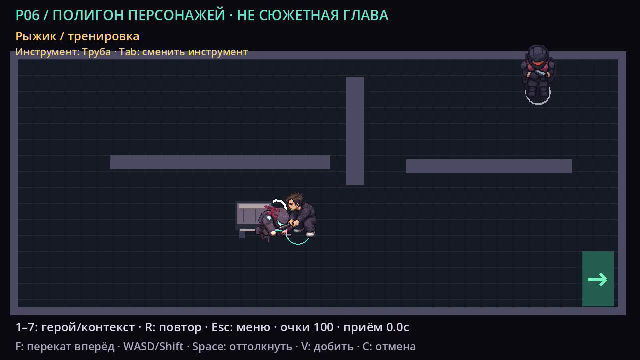 P06 / ПОЛИГОН ПЕРСОНАЖЕЙ · НЕ СЮЖЕТНАЯ ГЛАВА
Рыжик / тренировка
Инструмент: Труба · Tab: сменить инструмент
1–7: герой/контекст · R: повтор · Esc: меню · очки 100 · приём 0.0с
F: перекат вперёд · WASD/Shift · Space: оттолкнуть · V: добить · C: отмена